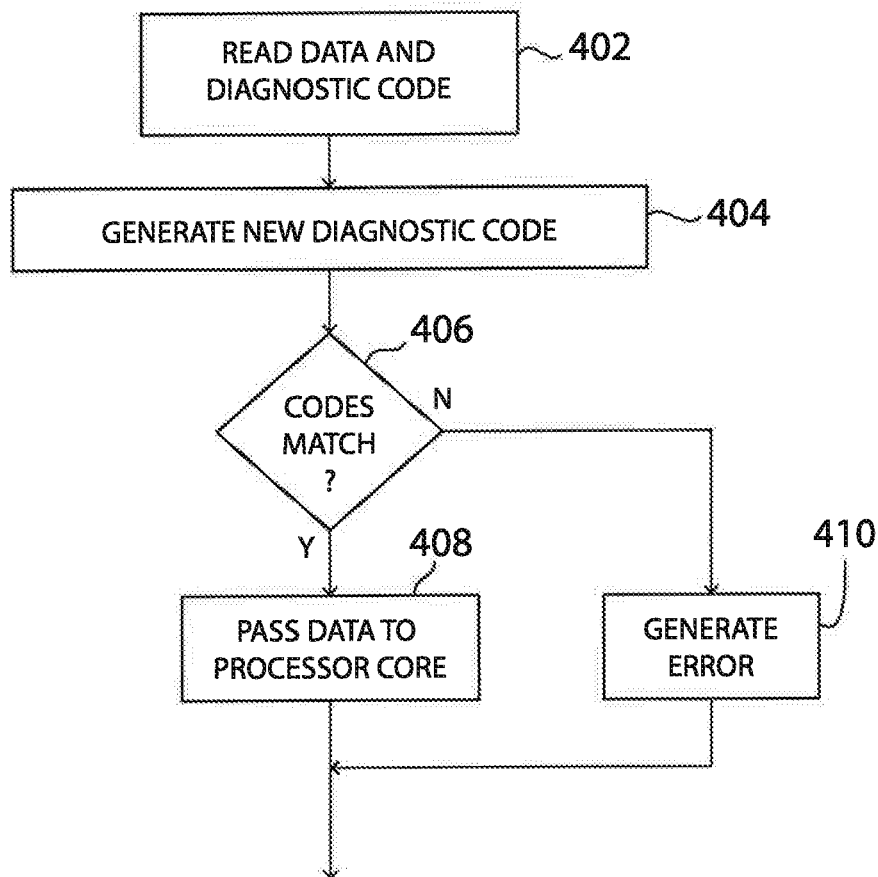 READ DATA AND
DIAGNOSTIC CODE
402
GENERATE NEW DIAGNOSTIC CODE
404
406
CODES
MATCH
?
N
Y
408
PASS DATA TO
PROCESSOR CORE
410
GENERATE
ERROR